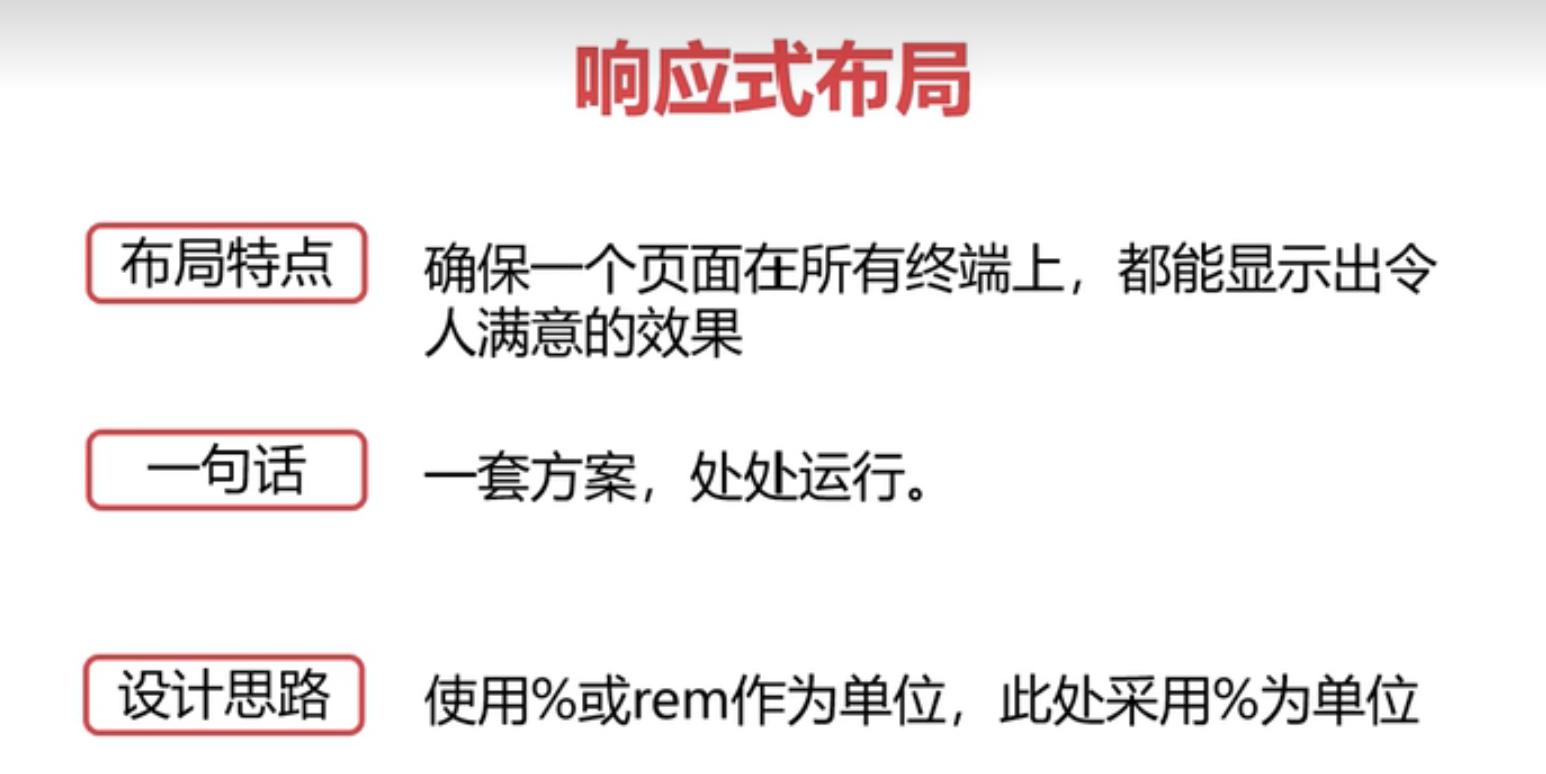 响应式布局
布局特点
确保一个页面在所有终端上，都能显示出令
人满意的效果
一句话
一套方案，处处运行。
设计思路
使用%或rem作为单位，此处采用%为单位